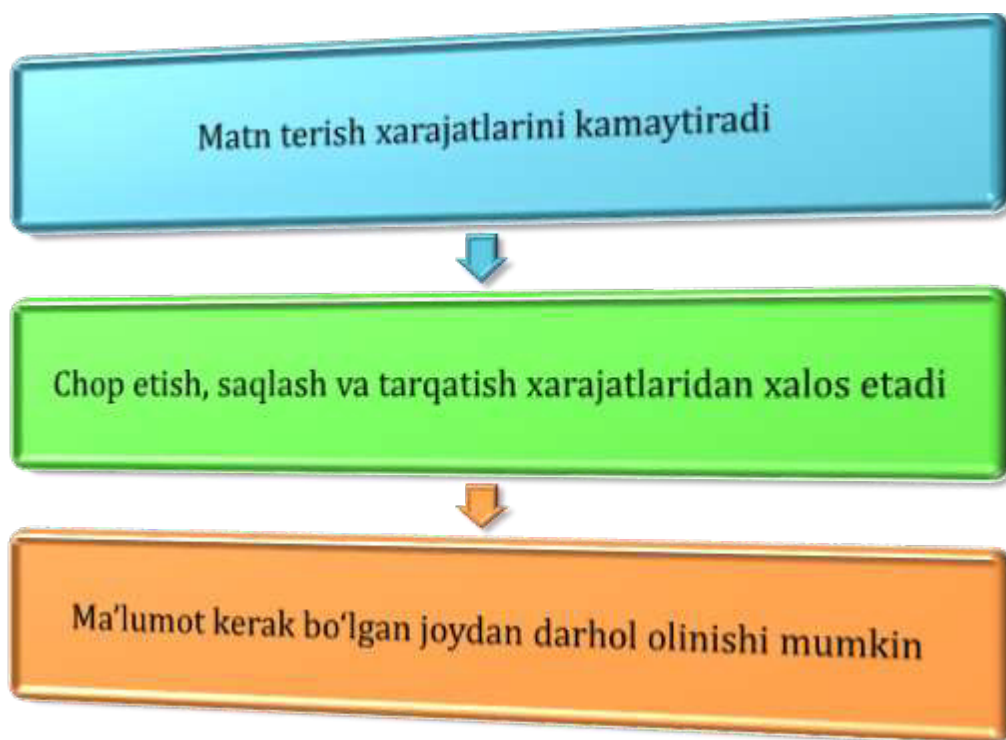 Matn terish xarajatlarini kamaytiradi
Chop etish, saqlash va tarqatish xarajatlaridan xalos etadi
Ma’lumot kerak bo‘lgan joydan darhol olinishi mumkin